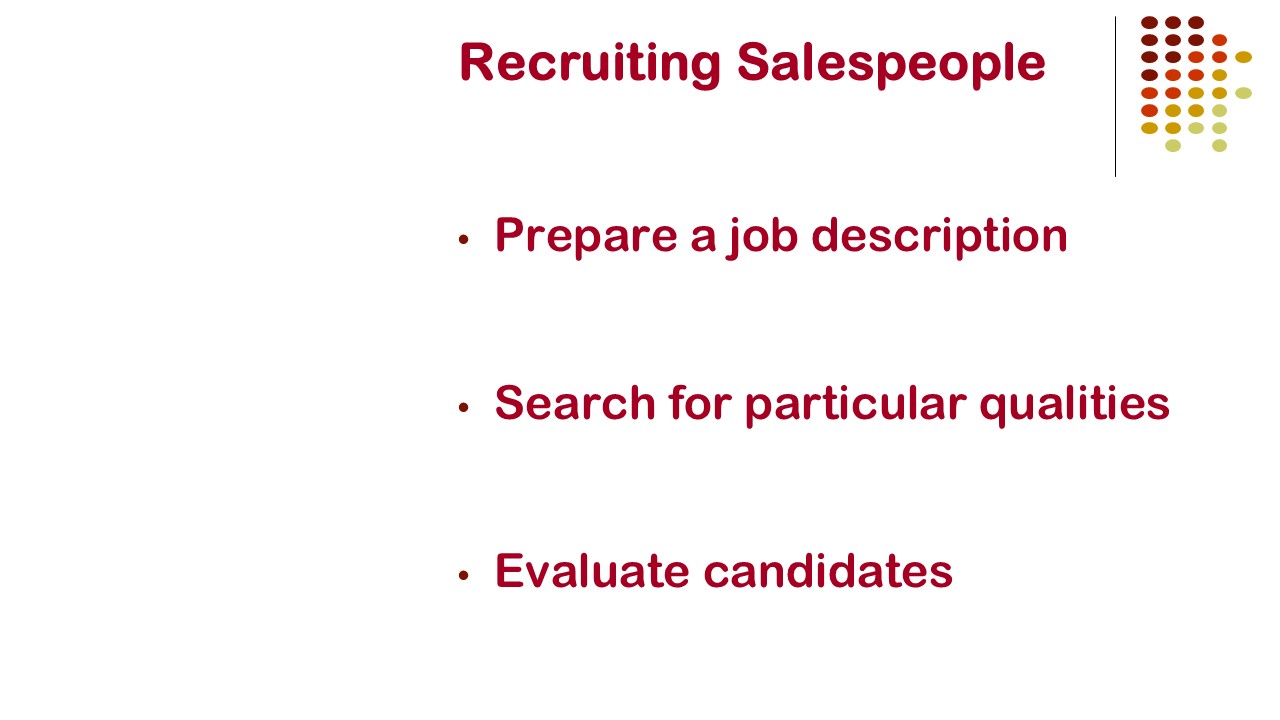 Recruiting Salespeople
• Prepare a job description
• Search for particular qualities
• Evaluate candidates